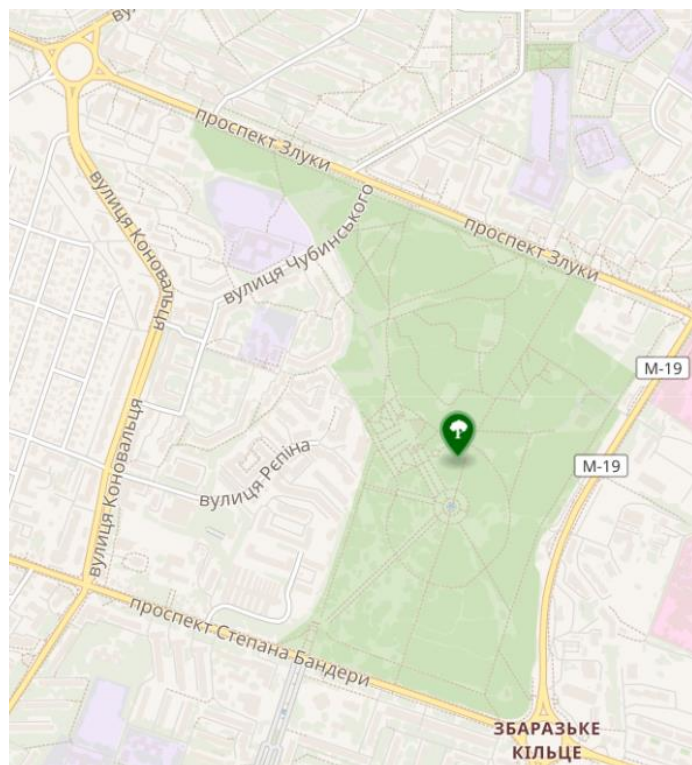 ву
проспект Злуки
вулиця Коновальця
вулиця Чубинського
проспект Злуки
М-19
вулиця Коновальця
М-19
вулиця Рєпіна
проспект Степана Бандери
ЗБАРАЗЬКЕ
КІЛЬЦЕ